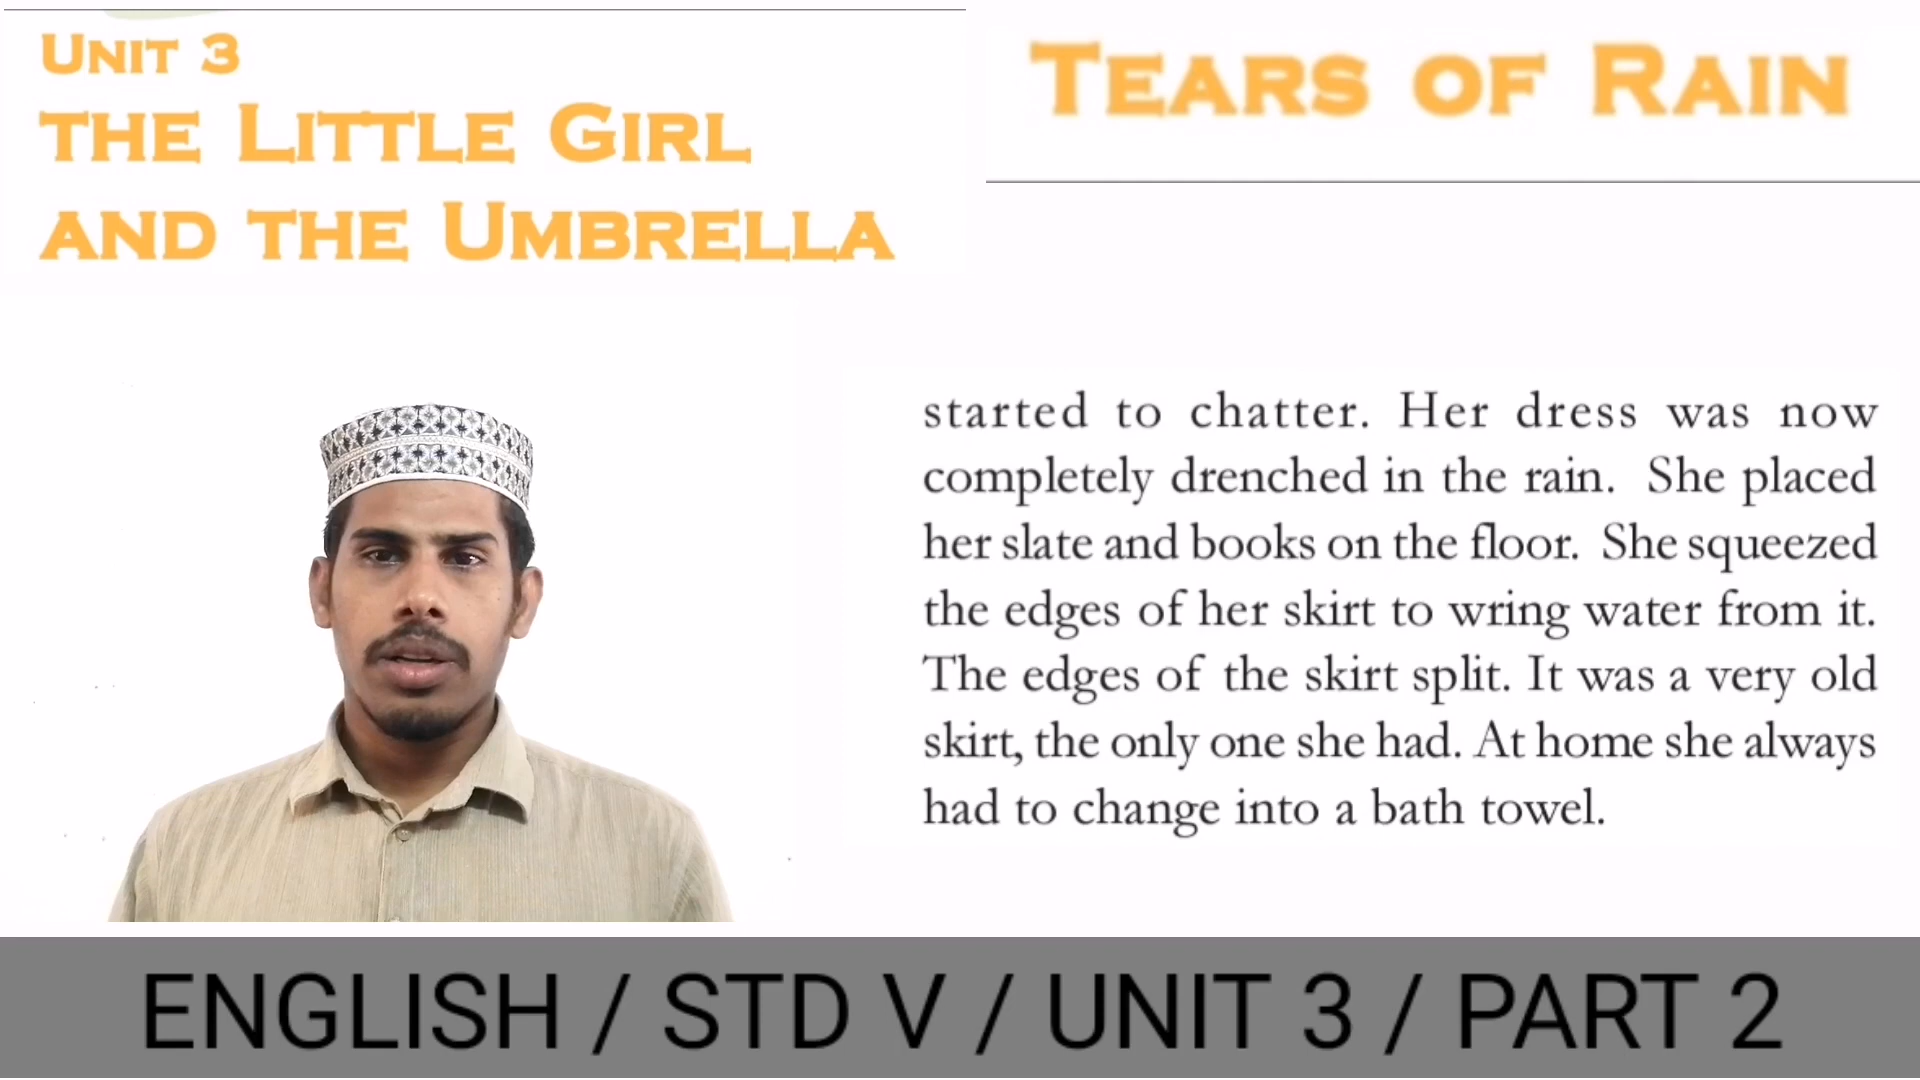 UNIT 3
THE LITTLE GIRL
AND THE UMBRELLA
TEARS OF RAIN
started to chatter. Her dress was now
completely drenched in the rain. She placed
her slate and books on the floor. She squeezed
the edges of her skirt to wring water from it.
The edges of the skirt split. It was a very old
skirt, the only one she had. At home she always
had to change into a bath towel.
ENGLISH / STD V / UNIT 3 / PART 2